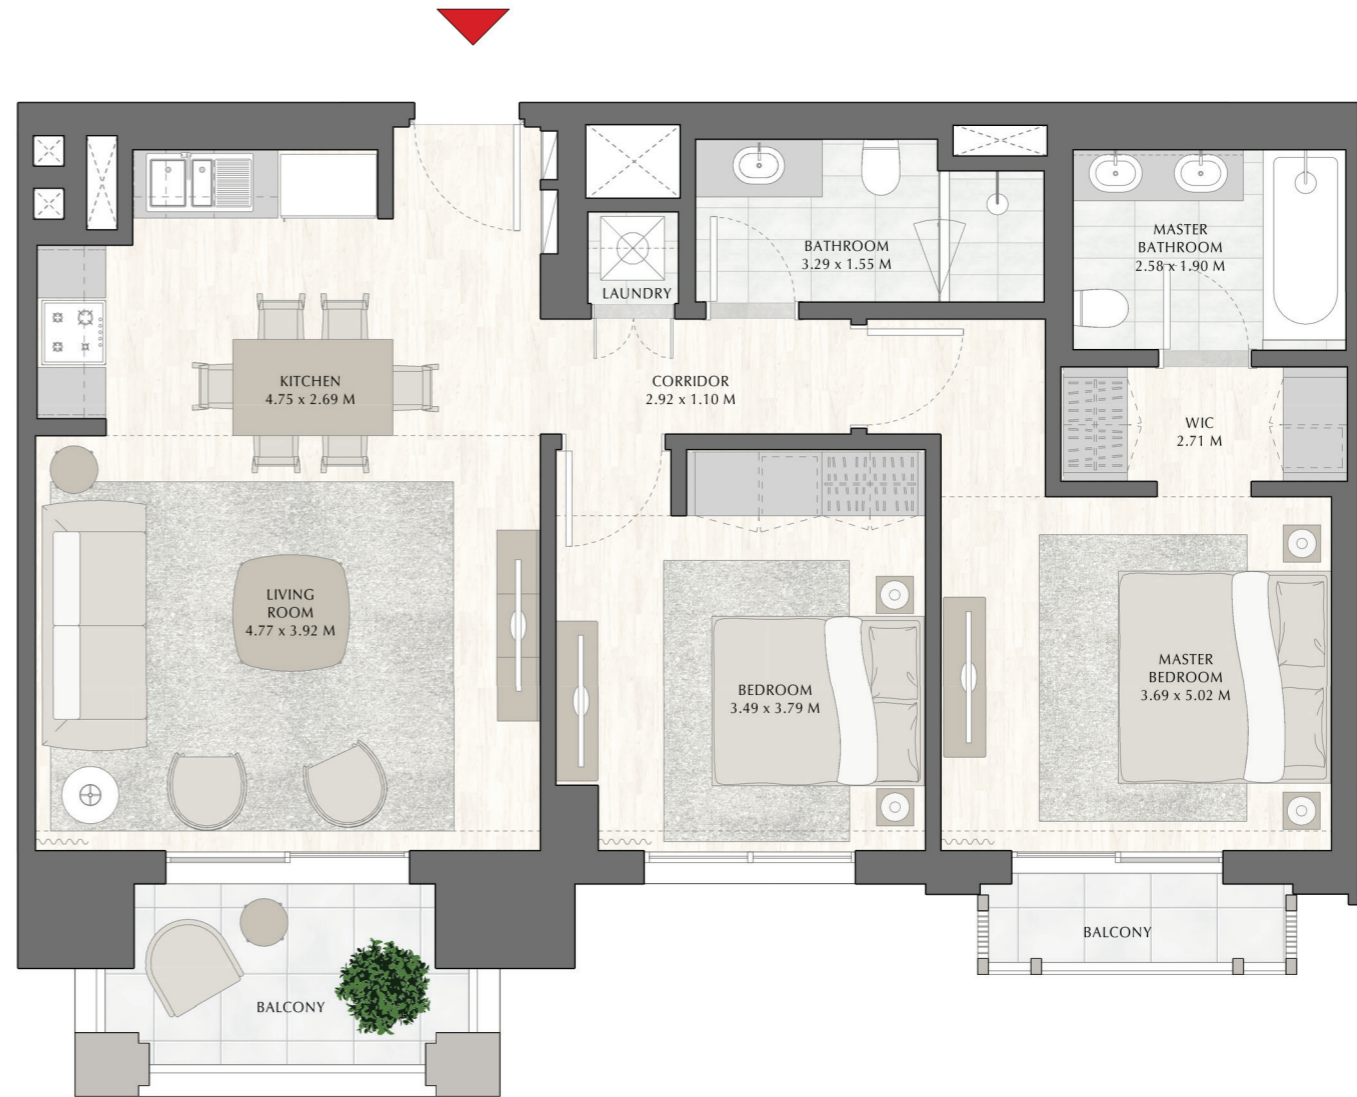 BATHROOM
3.29 x 1.55 M
MASTER
BATHROOM
2.58 x 1.90 M
LAUNDRY
KITCHEN
4.75 x 2.69 M
CORRIDOR
2.92 x 1.10 M
WIC
2.71 M
LIVING
ROOM
4.77 x 3.92 M
BEDROOM
3.49 x 3.79 M
MASTER
BEDROOM
3.69 x 5.02 M
BALCONY
BALCONY